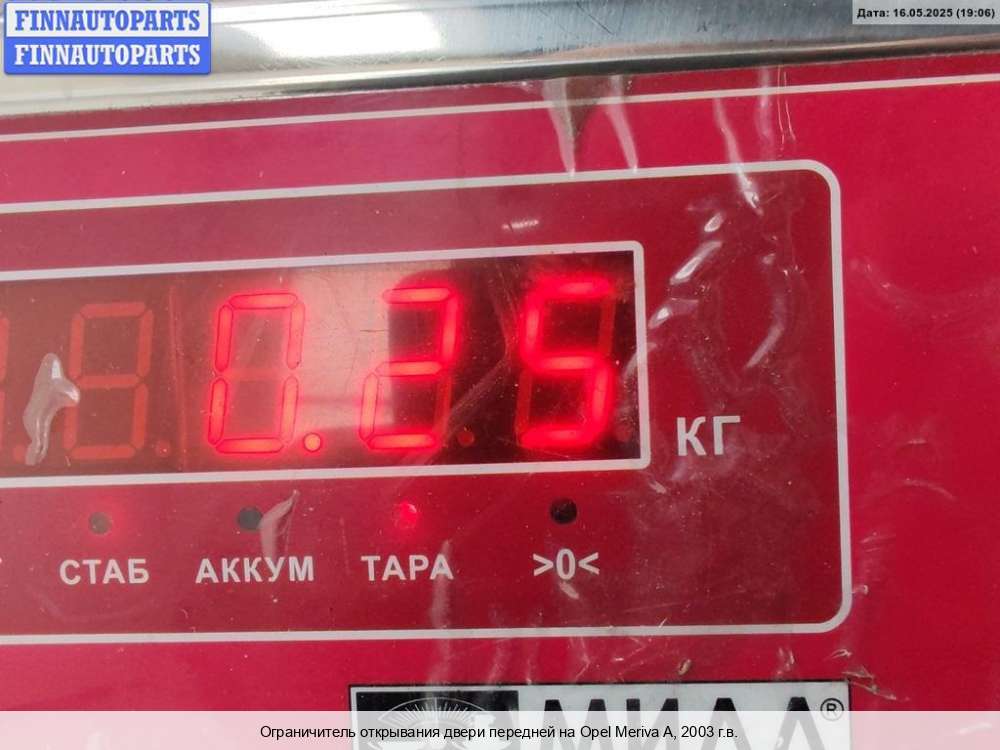 FINNAUTOPARTS
FINNAUTOPARTS
Дата: 16.05.2025 (19:06)
0.25
КГ
СТАБ АККУМ ТАРА >0<
МИДЛ®
Ограничитель открывания двери передней на Opel Meriva A, 2003 г.в.